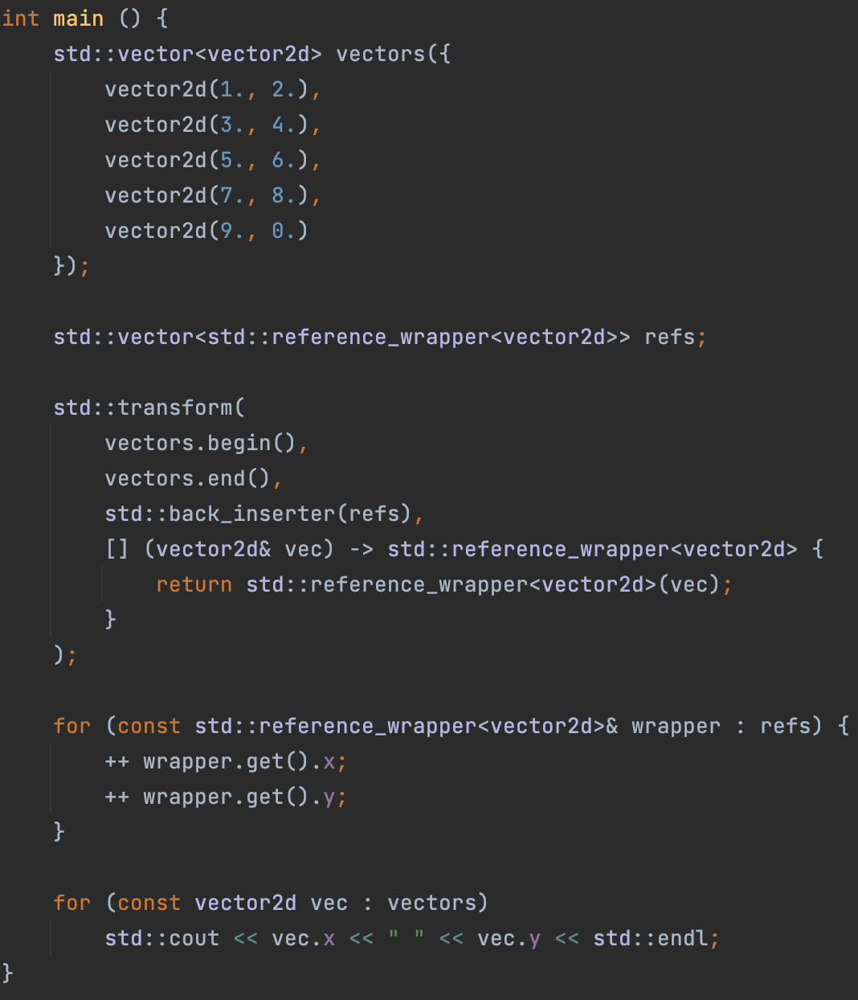 int main () {
    std::vector<vector2d> vectors({
        vector2d(1., 2.),
        vector2d(3., 4.),
        vector2d(5., 6.),
        vector2d(7., 8.),
        vector2d(9., 0.)
    });

    std::vector<std::reference_wrapper<vector2d>> refs;

    std::transform(
        vectors.begin(),
        vectors.end(),
        std::back_inserter(refs),
        [] (vector2d& vec) -> std::reference_wrapper<vector2d> {
            return std::reference_wrapper<vector2d>(vec);
        }
    );

    for (const std::reference_wrapper<vector2d>& wrapper : refs) {
        ++ wrapper.get().x;
        ++ wrapper.get().y;
    }

    for (const vector2d vec : vectors)
        std::cout << vec.x << " " << vec.y << std::endl;
}